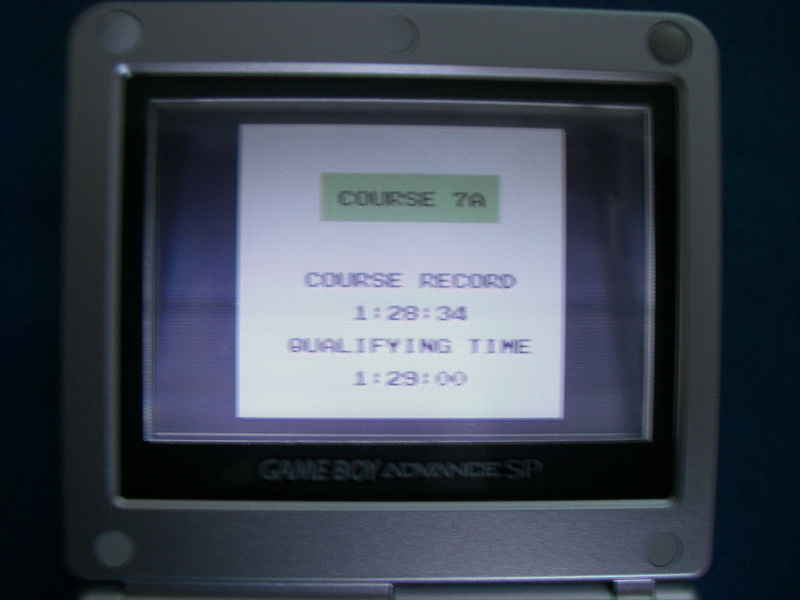 COURSE 7A
COURSE RECORD
1:28:34
QUALIFYING TIME
1:29:00
GAME BOY ADVANCE SP